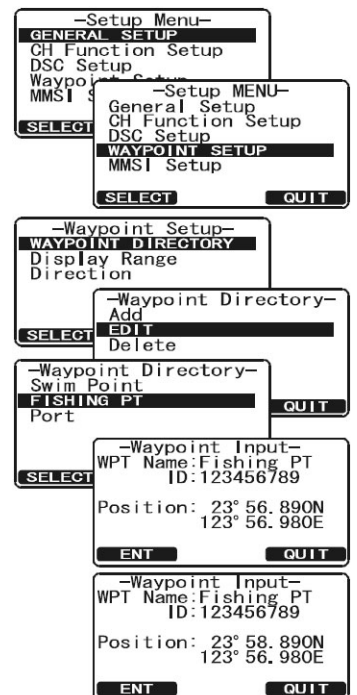 —Setup Menu—
GENERAL SETUP
CH Function Setup
DSC Setup
Waypoint Setup
MMSI S
SELECT
—Setup MENU—
General Setup
CH Function Setup
DSC Setup
WAYPOINT SETUP
MMSI Setup
SELECT QUIT
—Waypoint Setup—
WAYPOINT DIRECTORY
Display Range
Direction
SELECT
—Waypoint Directory—
Add
EDIT
Delete
QUIT
—Waypoint Directory—
Swim Point
FISHING PT
Port
SELECT
—Waypoint Input—
WPT Name:Fishing PT
ID:123456789
Position: 23°56.890N
123°56.980E
ENT QUIT
—Waypoint Input—
WPT Name:Fishing PT
ID:123456789
Position: 23°58.890N
123°56.980E
ENT QUIT